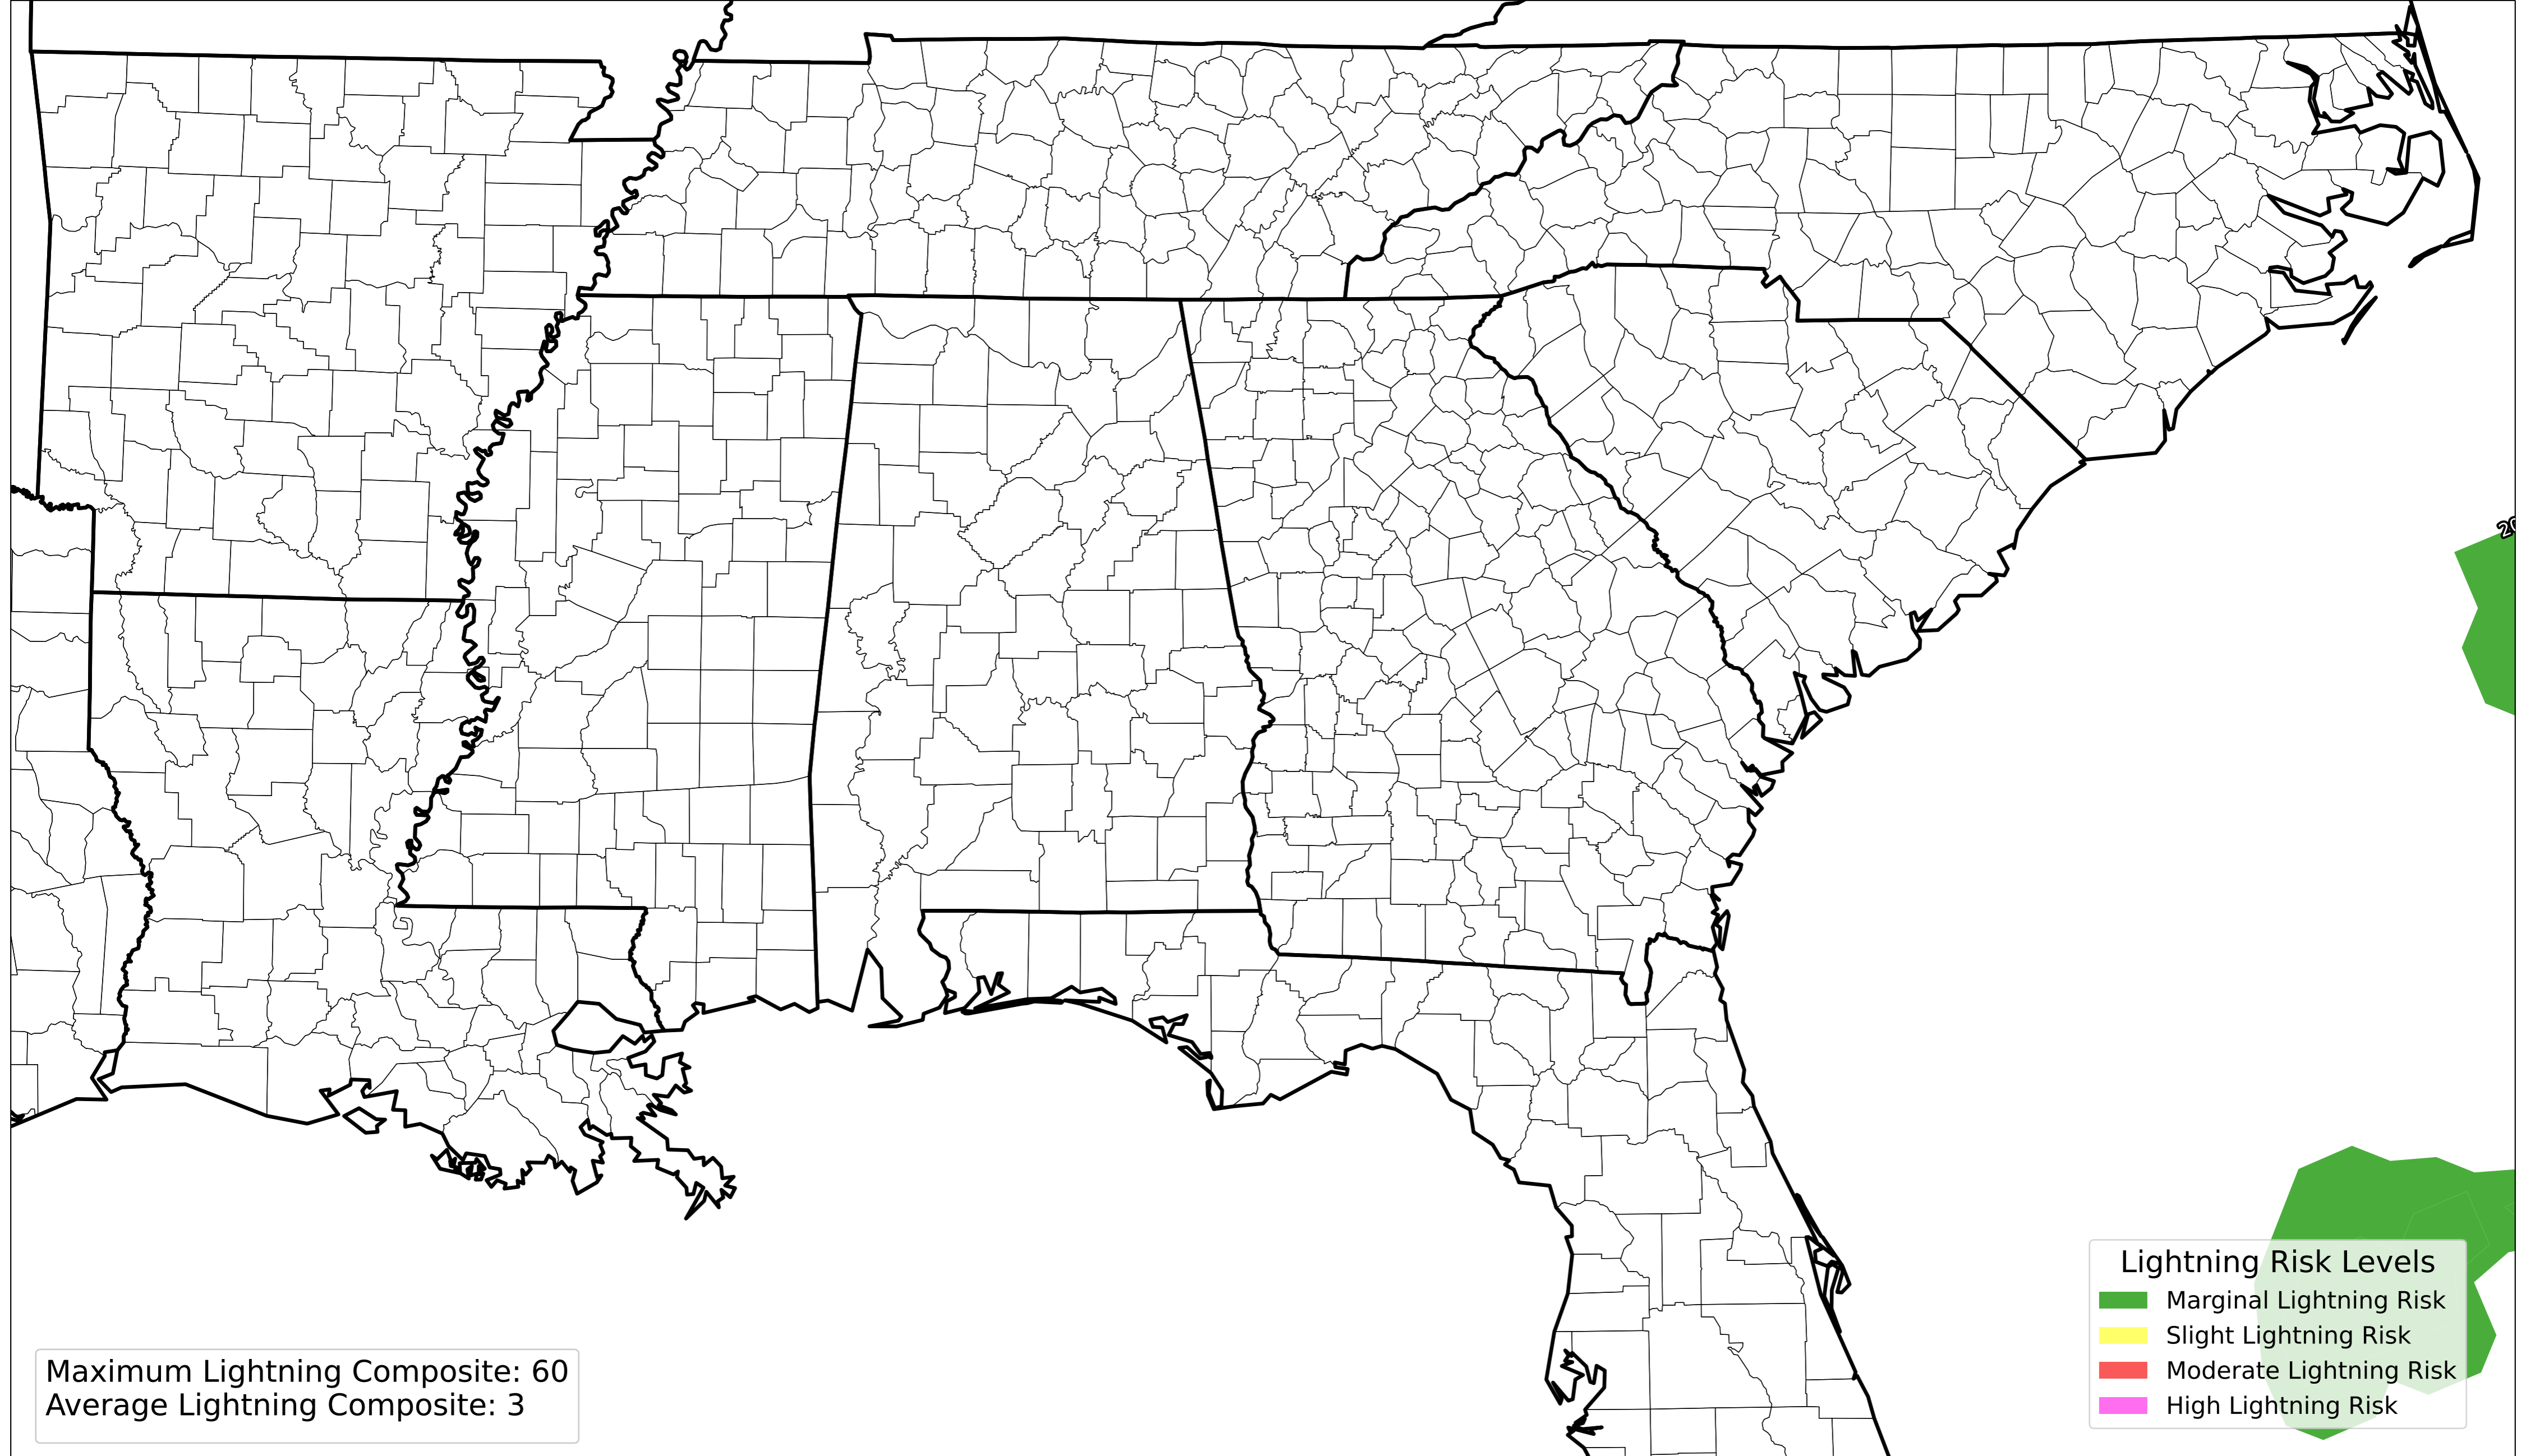 20
Lightning Risk Levels
Marginal Lightning Risk
Slight Lightning Risk
Moderate Lightning Risk
High Lightning Risk
Maximum Lightning Composite: 60
Average Lightning Composite: 3